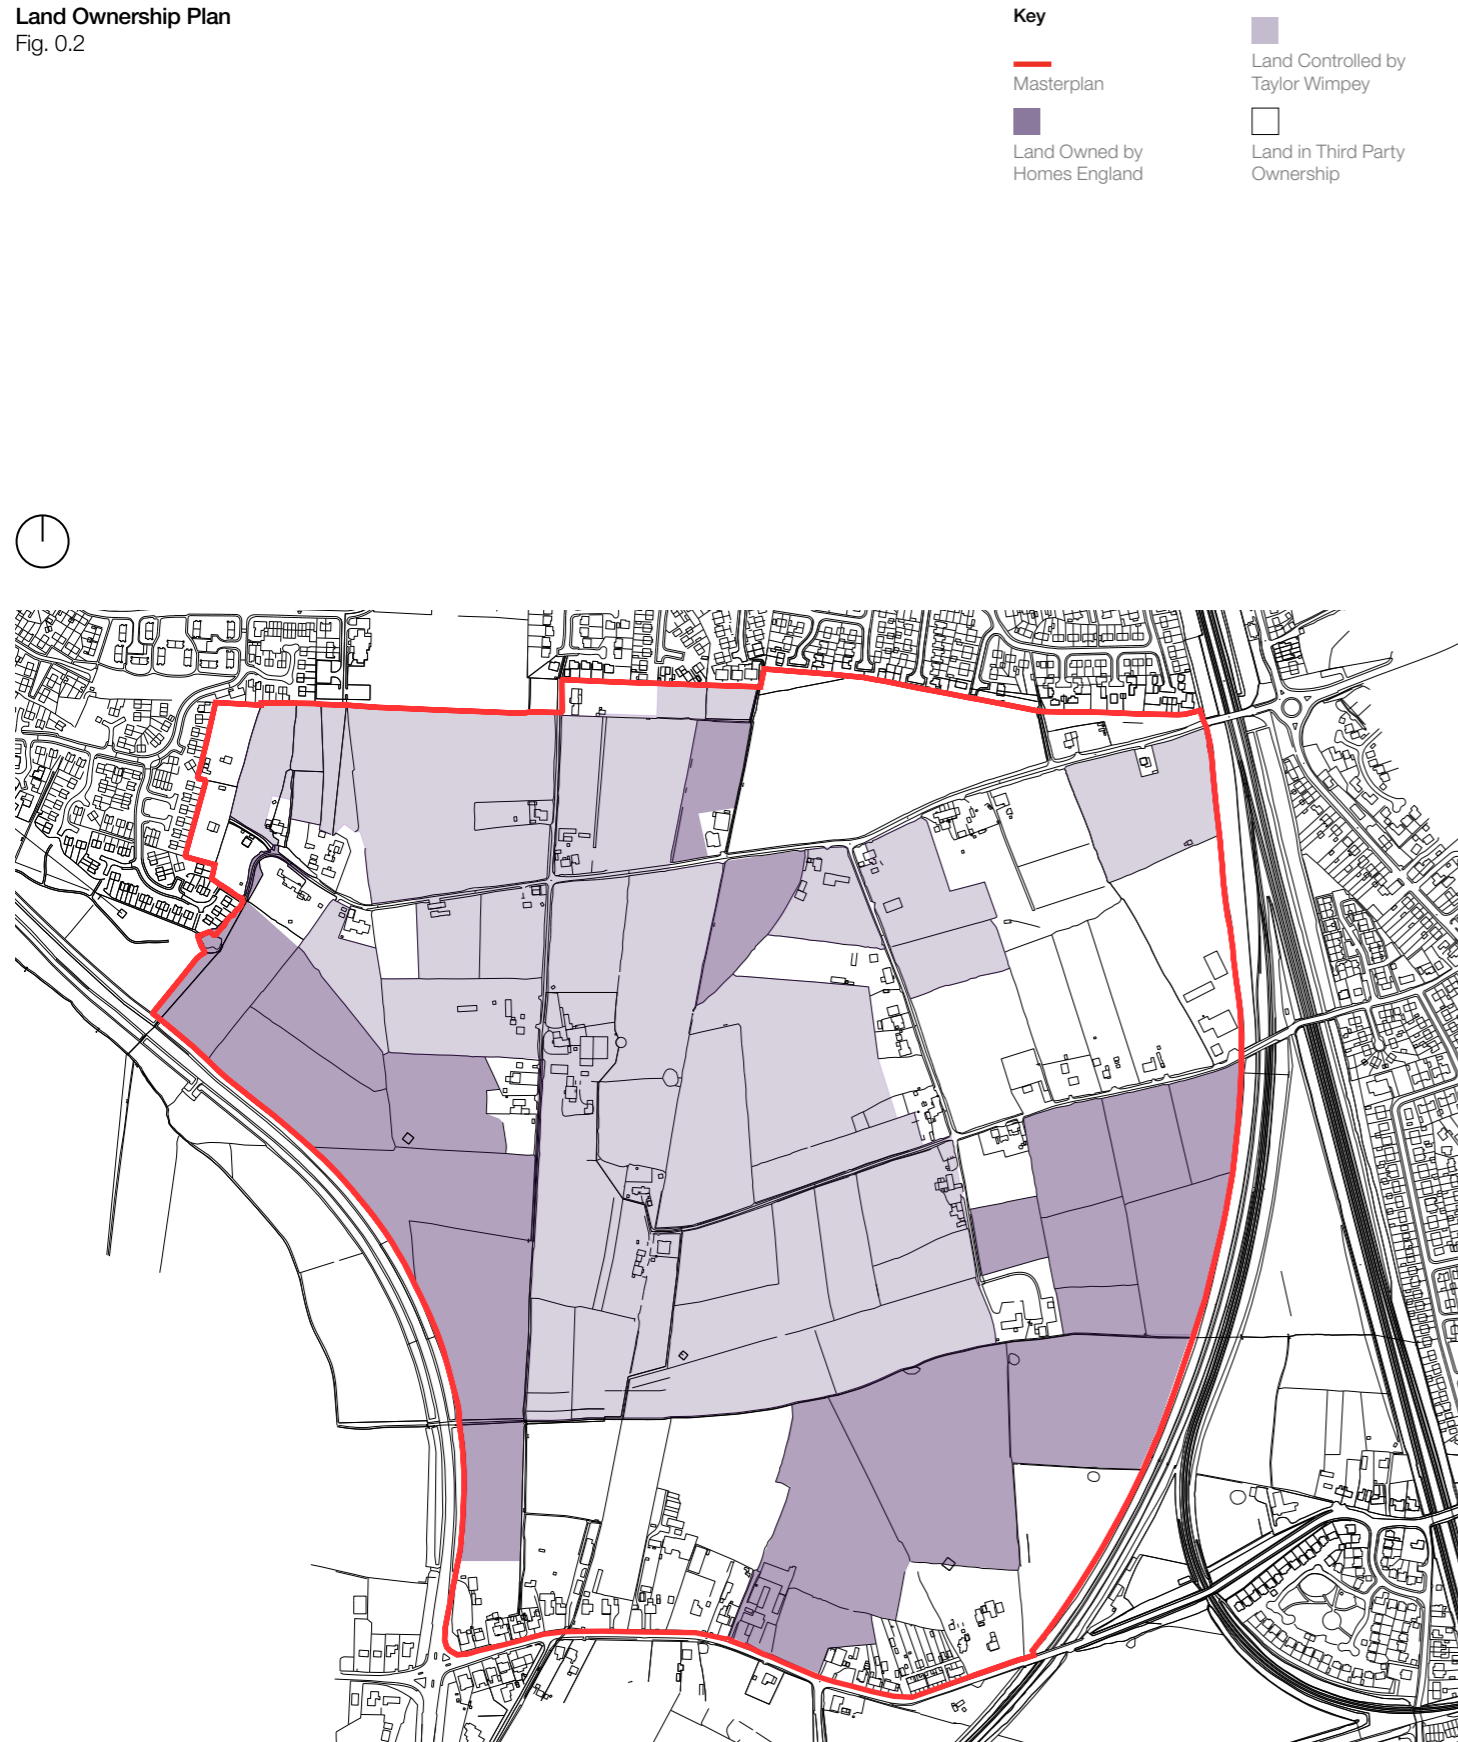 Land Ownership Plan
Fig. 0.2
Key
Masterplan
Land Owned by
Homes England
Land Controlled by
Taylor Wimpey
Land in Third Party
Ownership